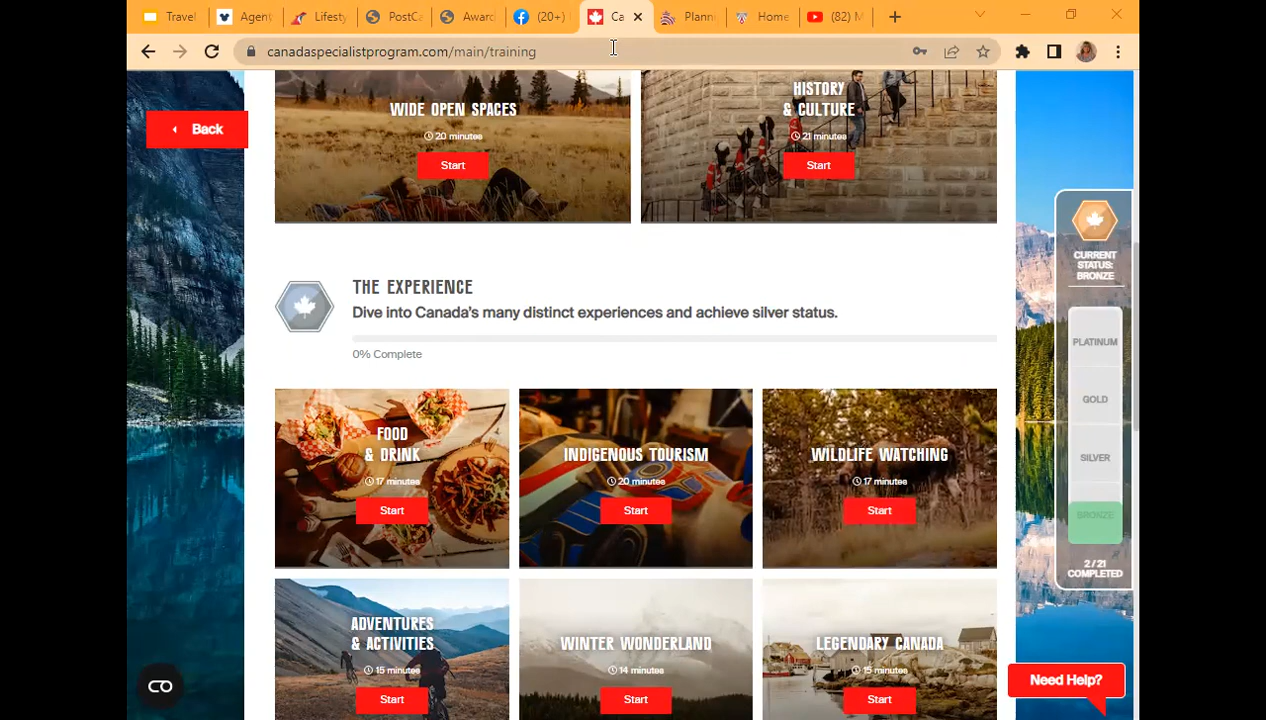 Travel
Agent
Lifesty
PostCa
Award
(20+)
Ca
Planni
Home
(82) M
canadaspecialistprogram.com/main/training
Back
WIDE OPEN SPACES
20 minutes
Start
HISTORY
& CULTURE
21 minutes
Start
CURRENT
STATUS:
BRONZE
PLATINUM
GOLD
SILVER
BRONZE
2 / 21
COMPLETED
THE EXPERIENCE
Dive into Canada's many distinct experiences and achieve silver status.
0% Complete
FOOD
& DRINK
17 minutes
Start
INDIGENOUS TOURISM
20 minutes
Start
WILDLIFE WATCHING
17 minutes
Start
ADVENTURES
& ACTIVITIES
15 minutes
Start
WINTER WONDERLAND
14 minutes
Start
LEGENDARY CANADA
15 minutes
Start
Need Help?